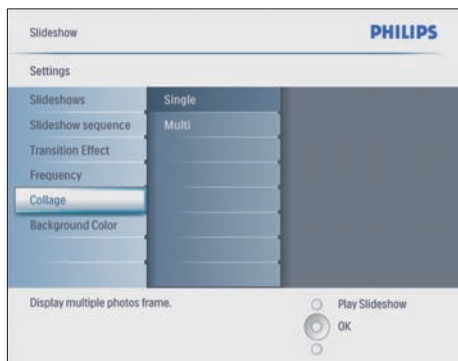 Slideshow
PHILIPS
Settings
Slideshows
Single
Slideshow sequence
Multi
Transition Effect
Frequency
Collage
Background Color
Display multiple photos frame.
Play Slideshow
OK